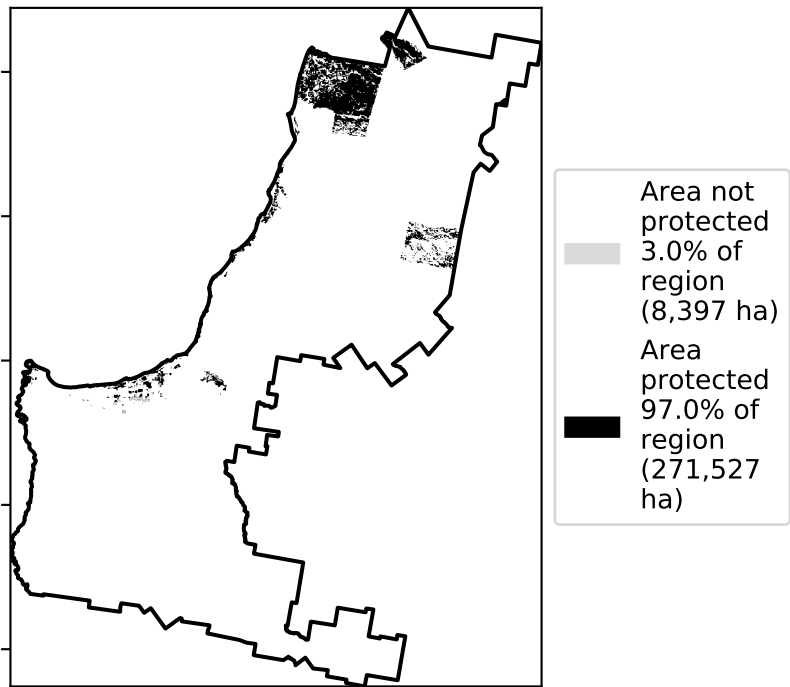 Area not
protected
3.0% of
region
(8,397 ha)
Area
protected
97.0% of
region
(271,527
ha)